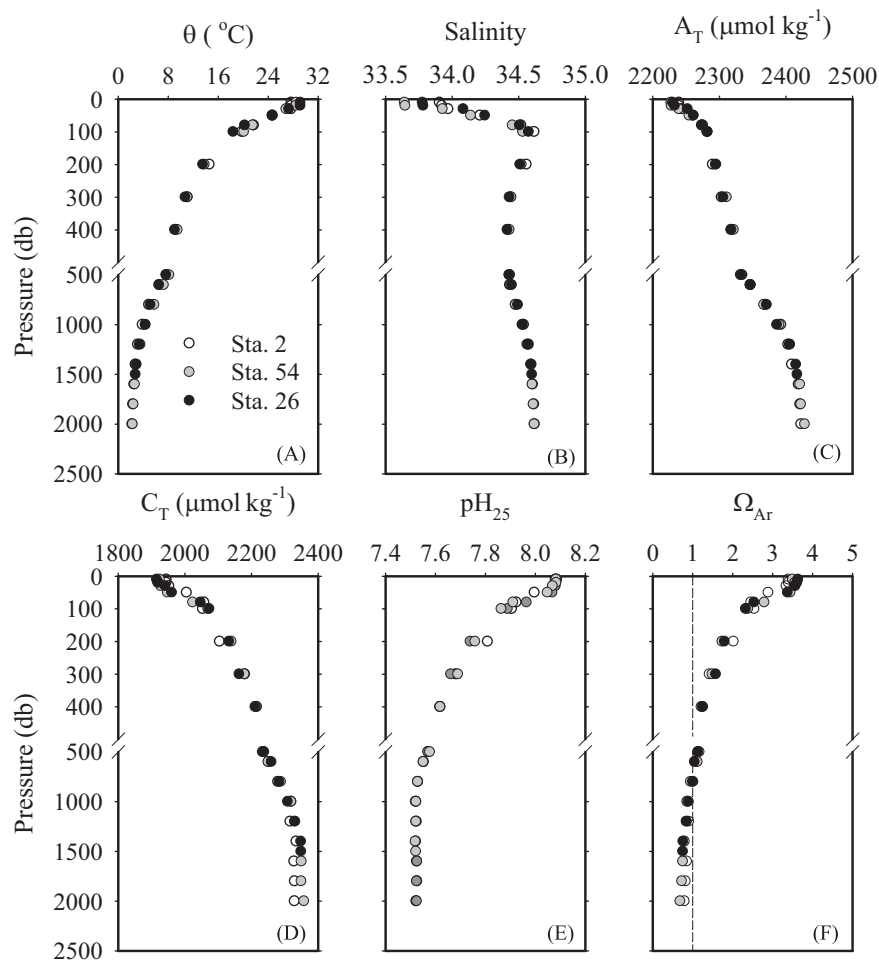 θ ( °C)
Salinity
A_T (μmol kg⁻¹)
0 8 16 24 32
33.5 34.0 34.5 35.0
2200 2300 2400 2500
0
100
200
300
400
500
1000
1500
2000
2500
Pressure (db)
Sta. 2
Sta. 54
Sta. 26
(A)
(B)
(C)
C_T (μmol kg⁻¹)
pH₂₅
Ω_Ar
1800 2000 2200 2400
7.4 7.6 7.8 8.0 8.2
0 1 2 3 4 5
0
100
200
300
400
500
1000
1500
2000
2500
Pressure (db)
(D)
(E)
(F)